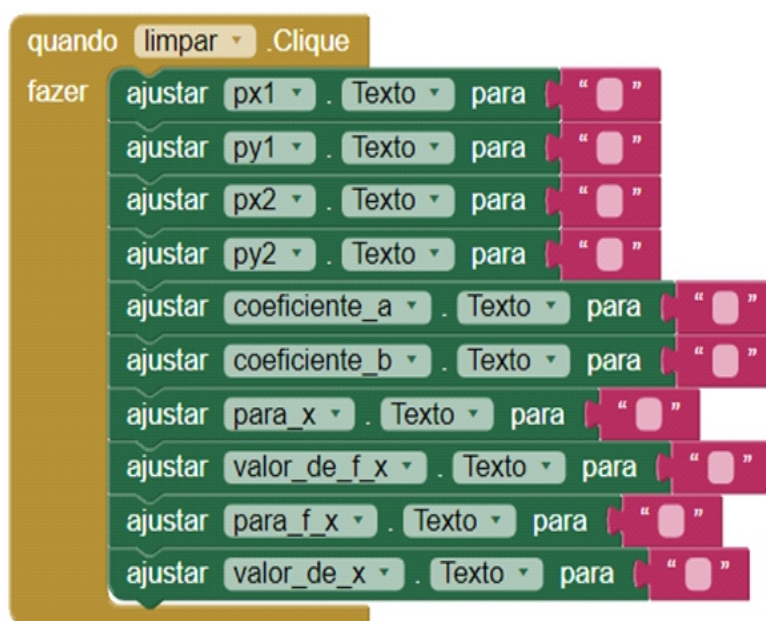 quando limpar .Clique
fazer ajustar px1 . Texto para “ ”
ajustar py1 . Texto para “ ”
ajustar px2 . Texto para “ ”
ajustar py2 . Texto para “ ”
ajustar coeficiente_a . Texto para “ ”
ajustar coeficiente_b . Texto para “ ”
ajustar para_x . Texto para “ ”
ajustar valor_de_f_x . Texto para “ ”
ajustar para_f_x . Texto para “ ”
ajustar valor_de_x . Texto para “ ”